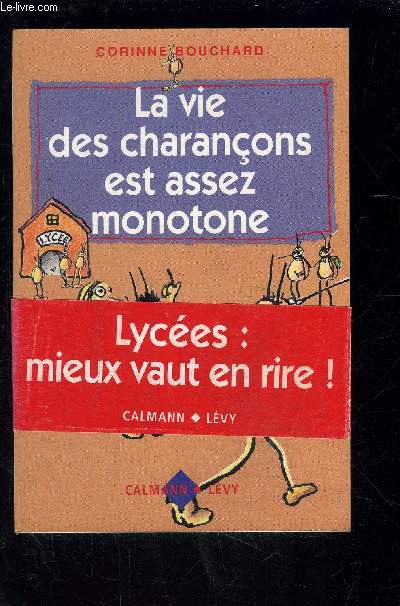 Le-livre.com
CORINNE BOUCHARD
La vie
des charançons
est assez
monotone
LYCÉE
Lycées :
mieux vaut en rire !
CALMANN ◆ LÉVY
CALMANN ◆ LÉVY